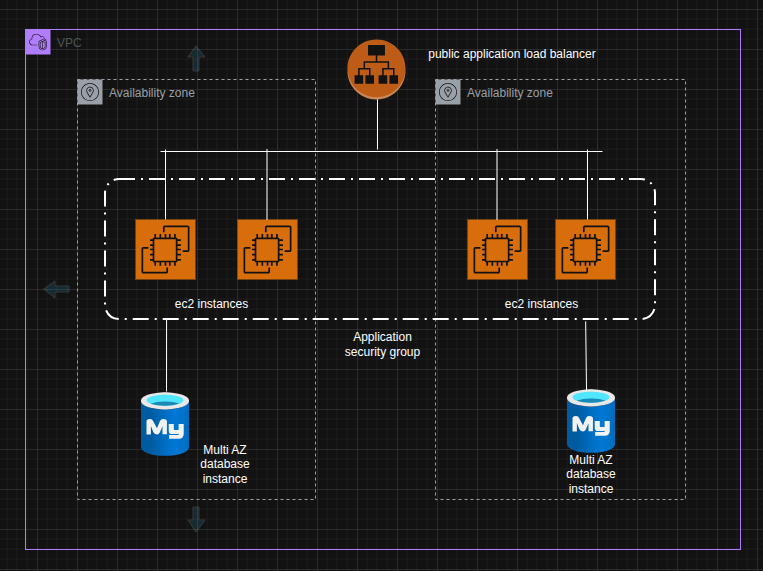 VPC
public application load balancer
Availability zone
Availability zone
ec2 instances
ec2 instances
Application
security group
My
Multi AZ
database
instance
My
Multi AZ
database
instance